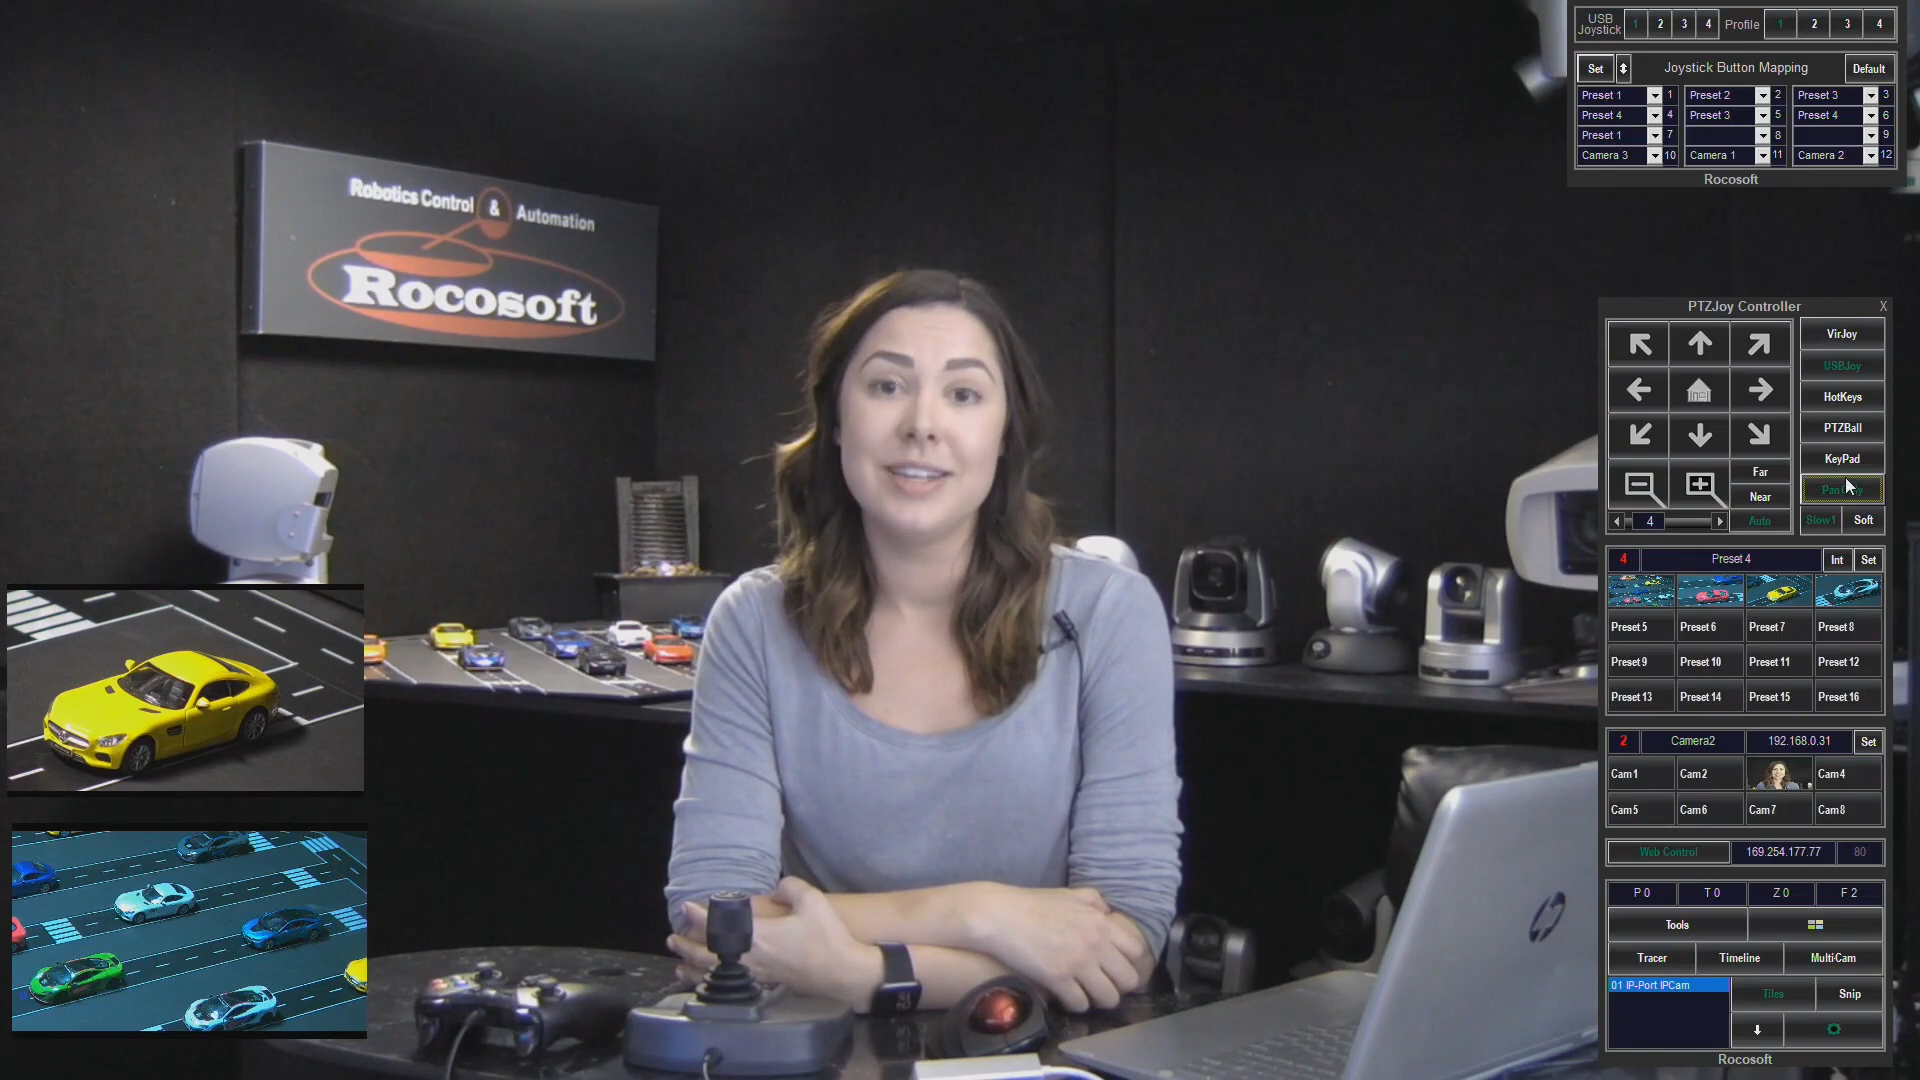 USB Joystick 1 2 3 4 Profile 1 2 3 4
Set Joystick Button Mapping Default
Preset 1 1 Preset 2 2 Preset 3 3
Preset 4 4 Preset 3 5 Preset 4 6
Preset 1 7 8 9
Camera 3 10 Camera 1 11 Camera 2 12
Rocosoft
Robotics Control & Automation
Rocosoft
PTZJoy Controller X
VirJoy
USBJoy
HotKeys
PTZBall
KeyPad
Far
Near
Pan
4 Auto Slow1 Soft
4 Preset 4 Int Set
Preset 5 Preset 6 Preset 7 Preset 8
Preset 9 Preset 10 Preset 11 Preset 12
Preset 13 Preset 14 Preset 15 Preset 16
2 Camera2 192.168.0.31 Set
Cam1 Cam2 Cam4
Cam5 Cam6 Cam7 Cam8
Web Control 169.254.177.77 80
P 0 T 0 Z 0 F 2
Tools
Tracer Timeline Multi-Cam
01 IP-Port IPCam Tiles Snip
Rocosoft
hp